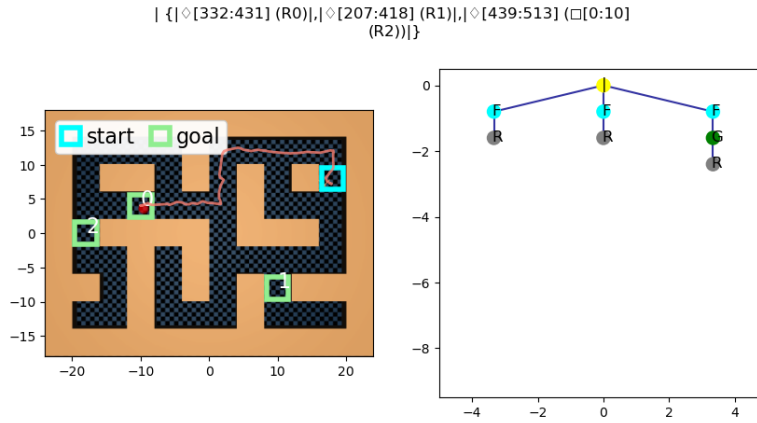 | {|♢[332:431] (R0)|,|♢[207:418] (R1)|,|♢[439:513] (□[0:10]
(R2))|}
start goal
15
10
5
0
−5
−10
−15
−20 −10 0 10 20
0
2
1
0
−2
−4
−6
−8
−4 −2 0 2 4
|
F F F
R R G
R